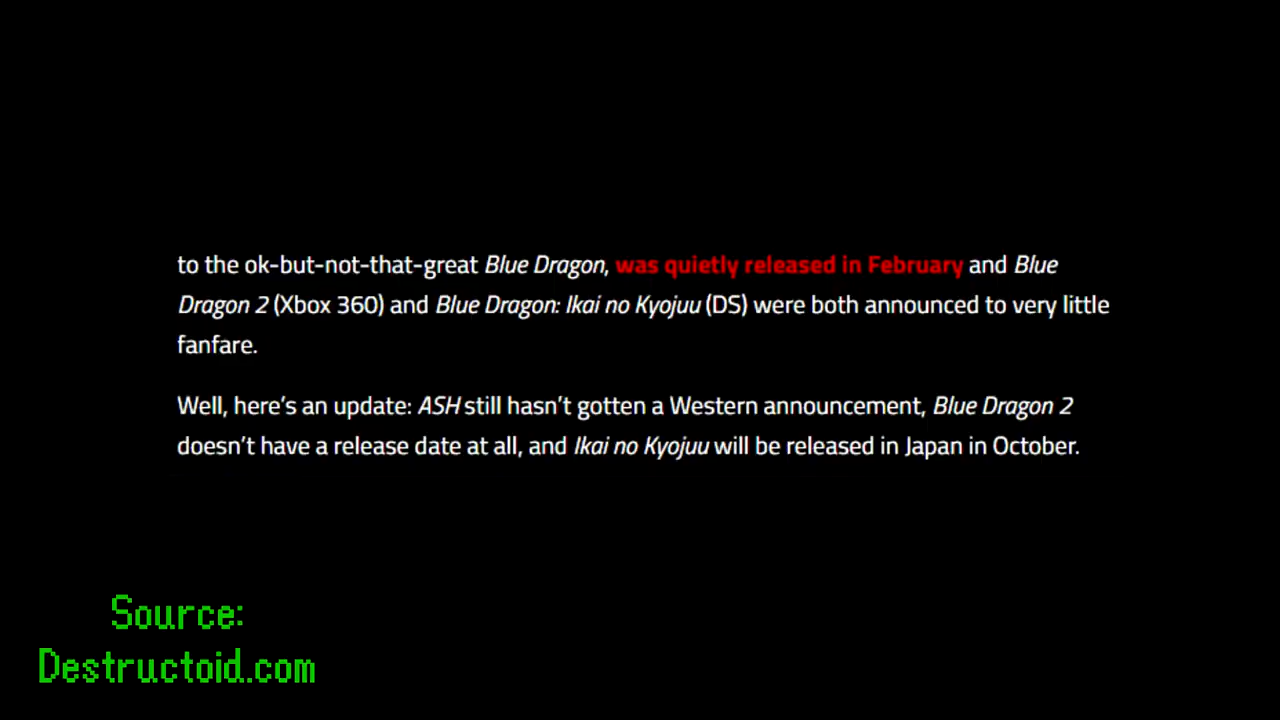 to the ok-but-not-that-great Blue Dragon, was quietly released in February and Blue
Dragon 2 (Xbox 360) and Blue Dragon: Ikai no Kyojuu (DS) were both announced to very little
fanfare.
Well, here's an update: ASH still hasn't gotten a Western announcement, Blue Dragon 2
doesn't have a release date at all, and Ikai no Kyojuu will be released in Japan in October.
Source:
Destructoid.com